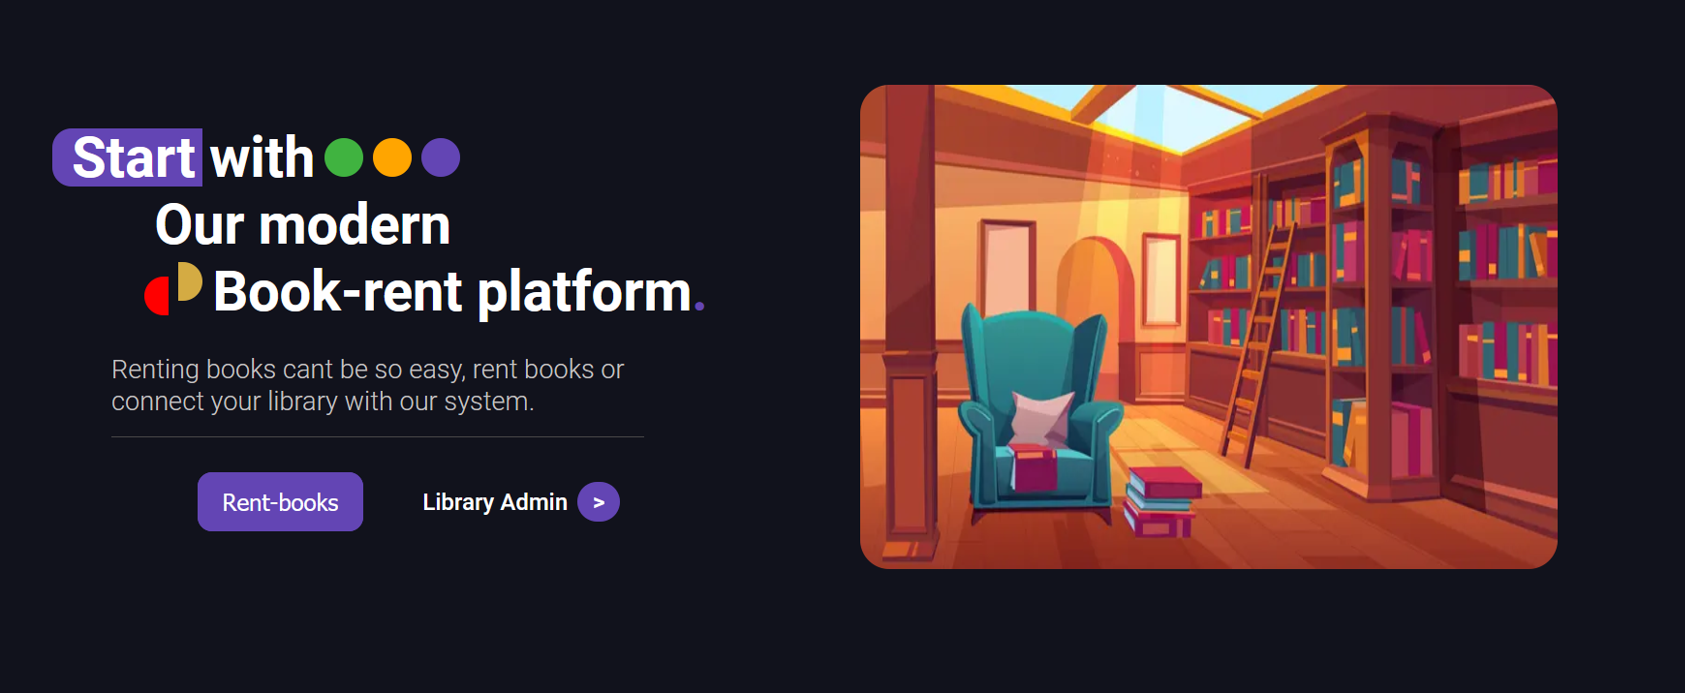 Start with
Our modern
Book-rent platform.
Renting books cant be so easy, rent books or
connect your library with our system.
Rent-books
Library Admin >